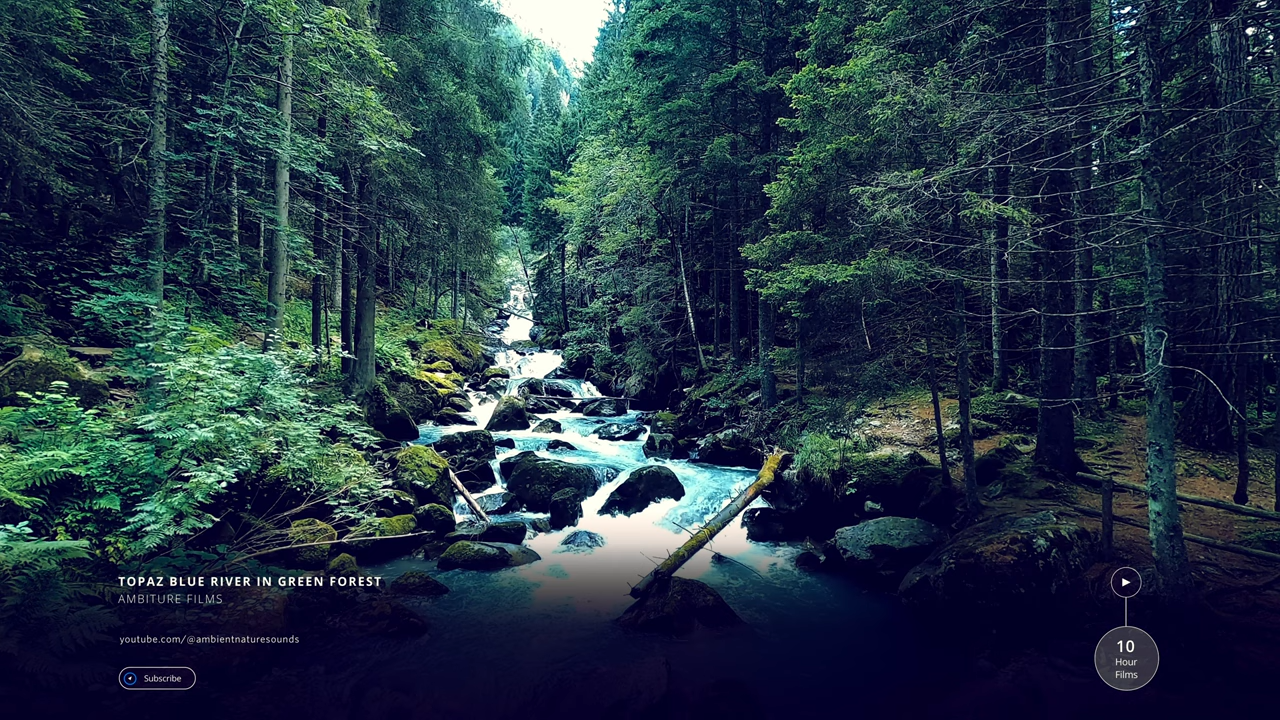 TOPAZ BLUE RIVER IN GREEN FOREST
AMBITURE FILMS
youtube.com/@ambientnaturesounds
Subscribe
10
Hour
Films